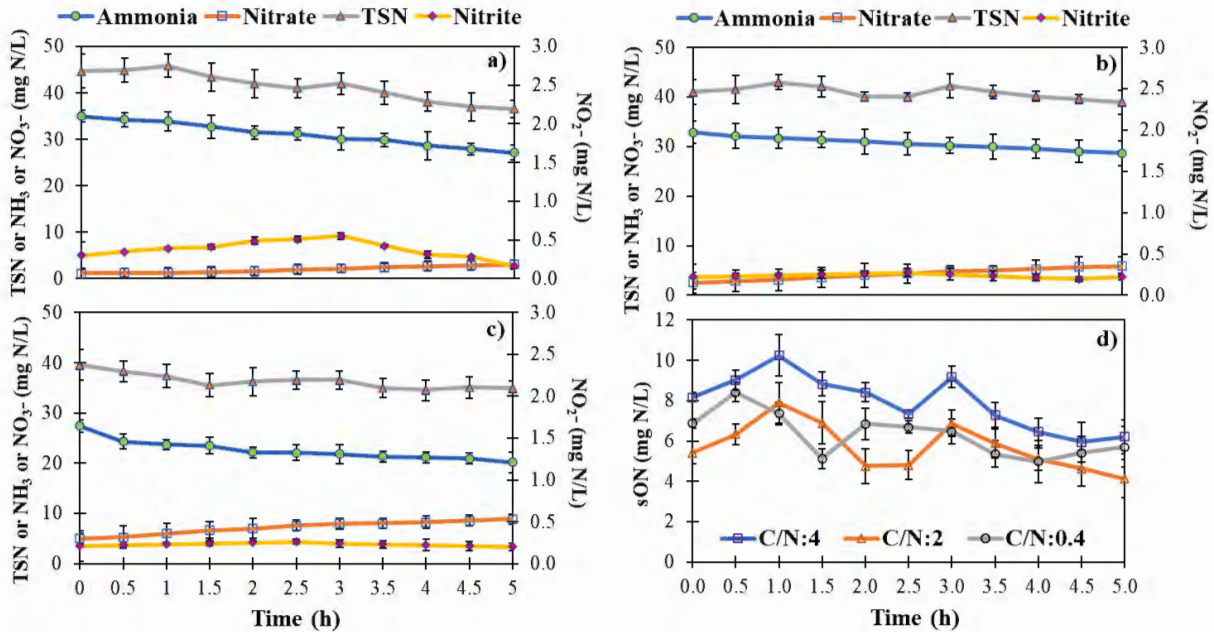 Ammonia Nitrate TSN Nitrite
Ammonia Nitrate TSN Nitrite
a)
TSN or NH3 or NO3- (mg N/L)
50
40
30
20
10
0
3.0
2.5
2.0
1.5
1.0
0.5
0.0
NO2- (mg N/L)
b)
TSN or NH3 or NO3- (mg N/L)
50
40
30
20
10
0
3.0
2.5
2.0
1.5
1.0
0.5
0.0
NO2- (mg N/L)
c)
TSN or NH3 or NO3- (mg N/L)
50
40
30
20
10
0
3.0
2.5
2.0
1.5
1.0
0.5
0.0
NO2- (mg N/L)
0 0.5 1 1.5 2 2.5 3 3.5 4 4.5 5
Time (h)
d)
sON (mg N/L)
12
10
8
6
4
2
0
C/N:4 C/N:2 C/N:0.4
0.0 0.5 1.0 1.5 2.0 2.5 3.0 3.5 4.0 4.5 5.0
Time (h)